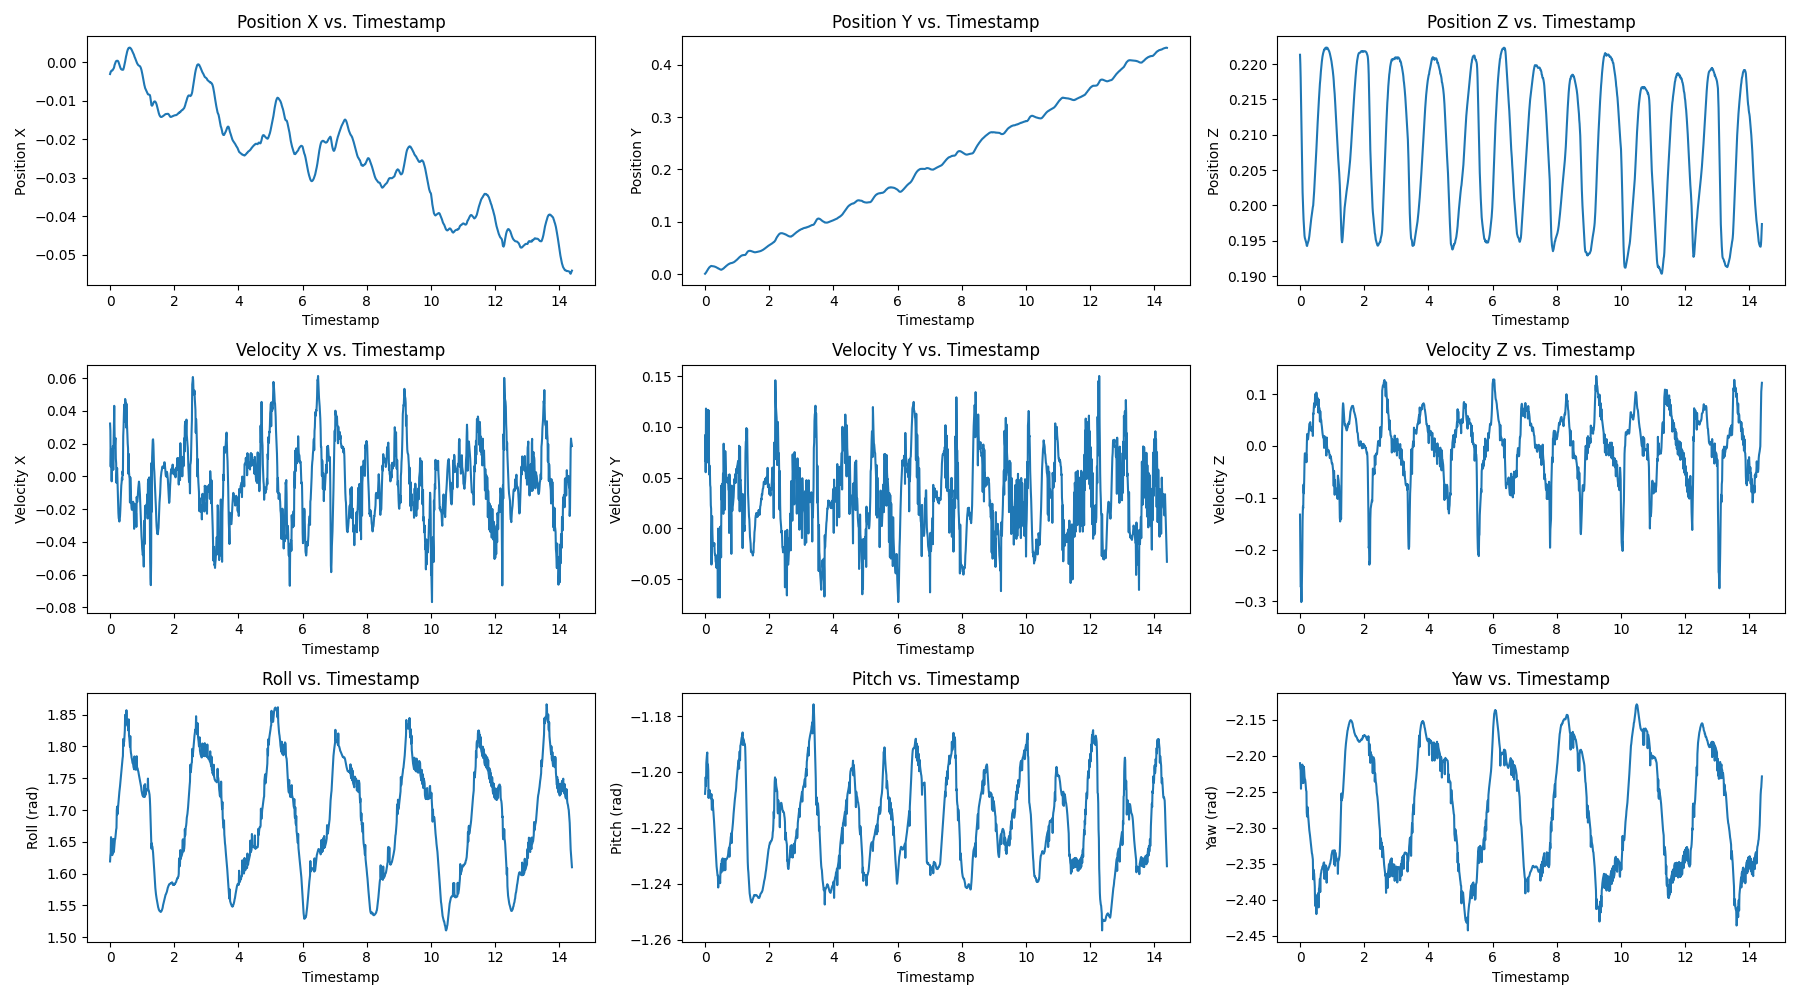 Position X vs. Timestamp
Position X
0.00
−0.01
−0.02
−0.03
−0.04
−0.05
0 2 4 6 8 10 12 14
Timestamp
Position Y vs. Timestamp
Position Y
0.4
0.3
0.2
0.1
0.0
0 2 4 6 8 10 12 14
Timestamp
Position Z vs. Timestamp
Position Z
0.220
0.215
0.210
0.205
0.200
0.195
0.190
0 2 4 6 8 10 12 14
Timestamp
Velocity X vs. Timestamp
Velocity X
0.06
0.04
0.02
0.00
−0.02
−0.04
−0.06
−0.08
0 2 4 6 8 10 12 14
Timestamp
Velocity Y vs. Timestamp
Velocity Y
0.15
0.10
0.05
0.00
−0.05
0 2 4 6 8 10 12 14
Timestamp
Velocity Z vs. Timestamp
Velocity Z
0.1
0.0
−0.1
−0.2
−0.3
0 2 4 6 8 10 12 14
Timestamp
Roll vs. Timestamp
Roll (rad)
1.85
1.80
1.75
1.70
1.65
1.60
1.55
1.50
0 2 4 6 8 10 12 14
Timestamp
Pitch vs. Timestamp
Pitch (rad)
−1.18
−1.20
−1.22
−1.24
−1.26
0 2 4 6 8 10 12 14
Timestamp
Yaw vs. Timestamp
Yaw (rad)
−2.15
−2.20
−2.25
−2.30
−2.35
−2.40
−2.45
0 2 4 6 8 10 12 14
Timestamp